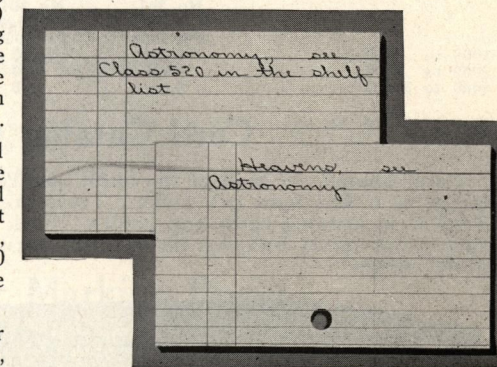 Astronomy, see
Class 520 in the shelf
list
Heavens, see
Astronomy